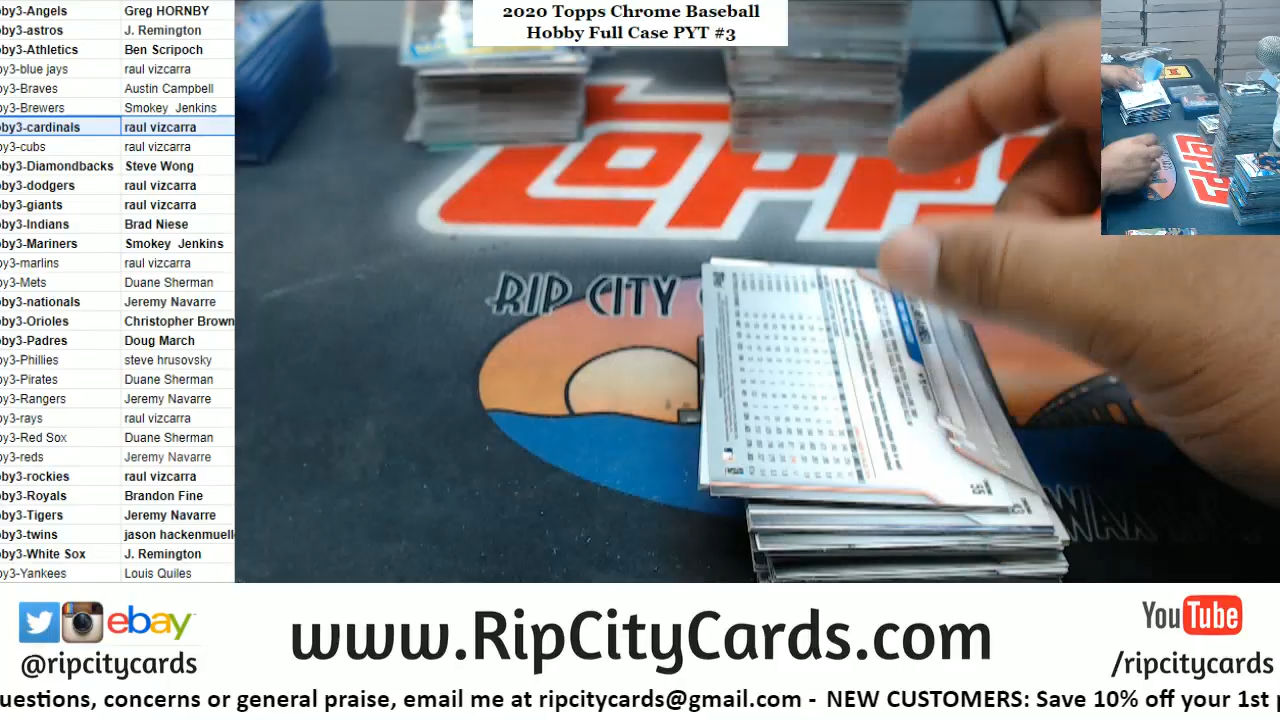 2020 Topps Chrome Baseball
Hobby Full Case PYT #3
by3-Angels Greg HORNBY
by3-astros J. Remington
by3-Athletics Ben Scripoch
by3-blue jays raul vizcarra
by3-Braves Austin Campbell
by3-Brewers Smokey Jenkins
by3-cardinals raul vizcarra
by3-cubs raul vizcarra
by3-Diamondbacks Steve Wong
by3-dodgers raul vizcarra
by3-giants raul vizcarra
by3-Indians Brad Niese
by3-Mariners Smokey Jenkins
by3-marlins raul vizcarra
by3-Mets Duane Sherman
by3-nationals Jeremy Navarre
by3-Orioles Christopher Brown
by3-Padres Doug March
by3-Phillies steve hrusovsky
by3-Pirates Duane Sherman
by3-Rangers Jeremy Navarre
by3-rays raul vizcarra
by3-Red Sox Duane Sherman
by3-reds Jeremy Navarre
by3-rockies raul vizcarra
by3-Royals Brandon Fine
by3-Tigers Jeremy Navarre
by3-twins jason hackenmuell
by3-White Sox J. Remington
by3-Yankees Louis Quiles
TOPPS
RIP CITY
WAX
ebay
@ripcitycards
www.RipCityCards.com
YouTube
/ripcitycards
uestions, concerns or general praise, email me at ripcitycards@gmail.com - NEW CUSTOMERS: Save 10% off your 1st p